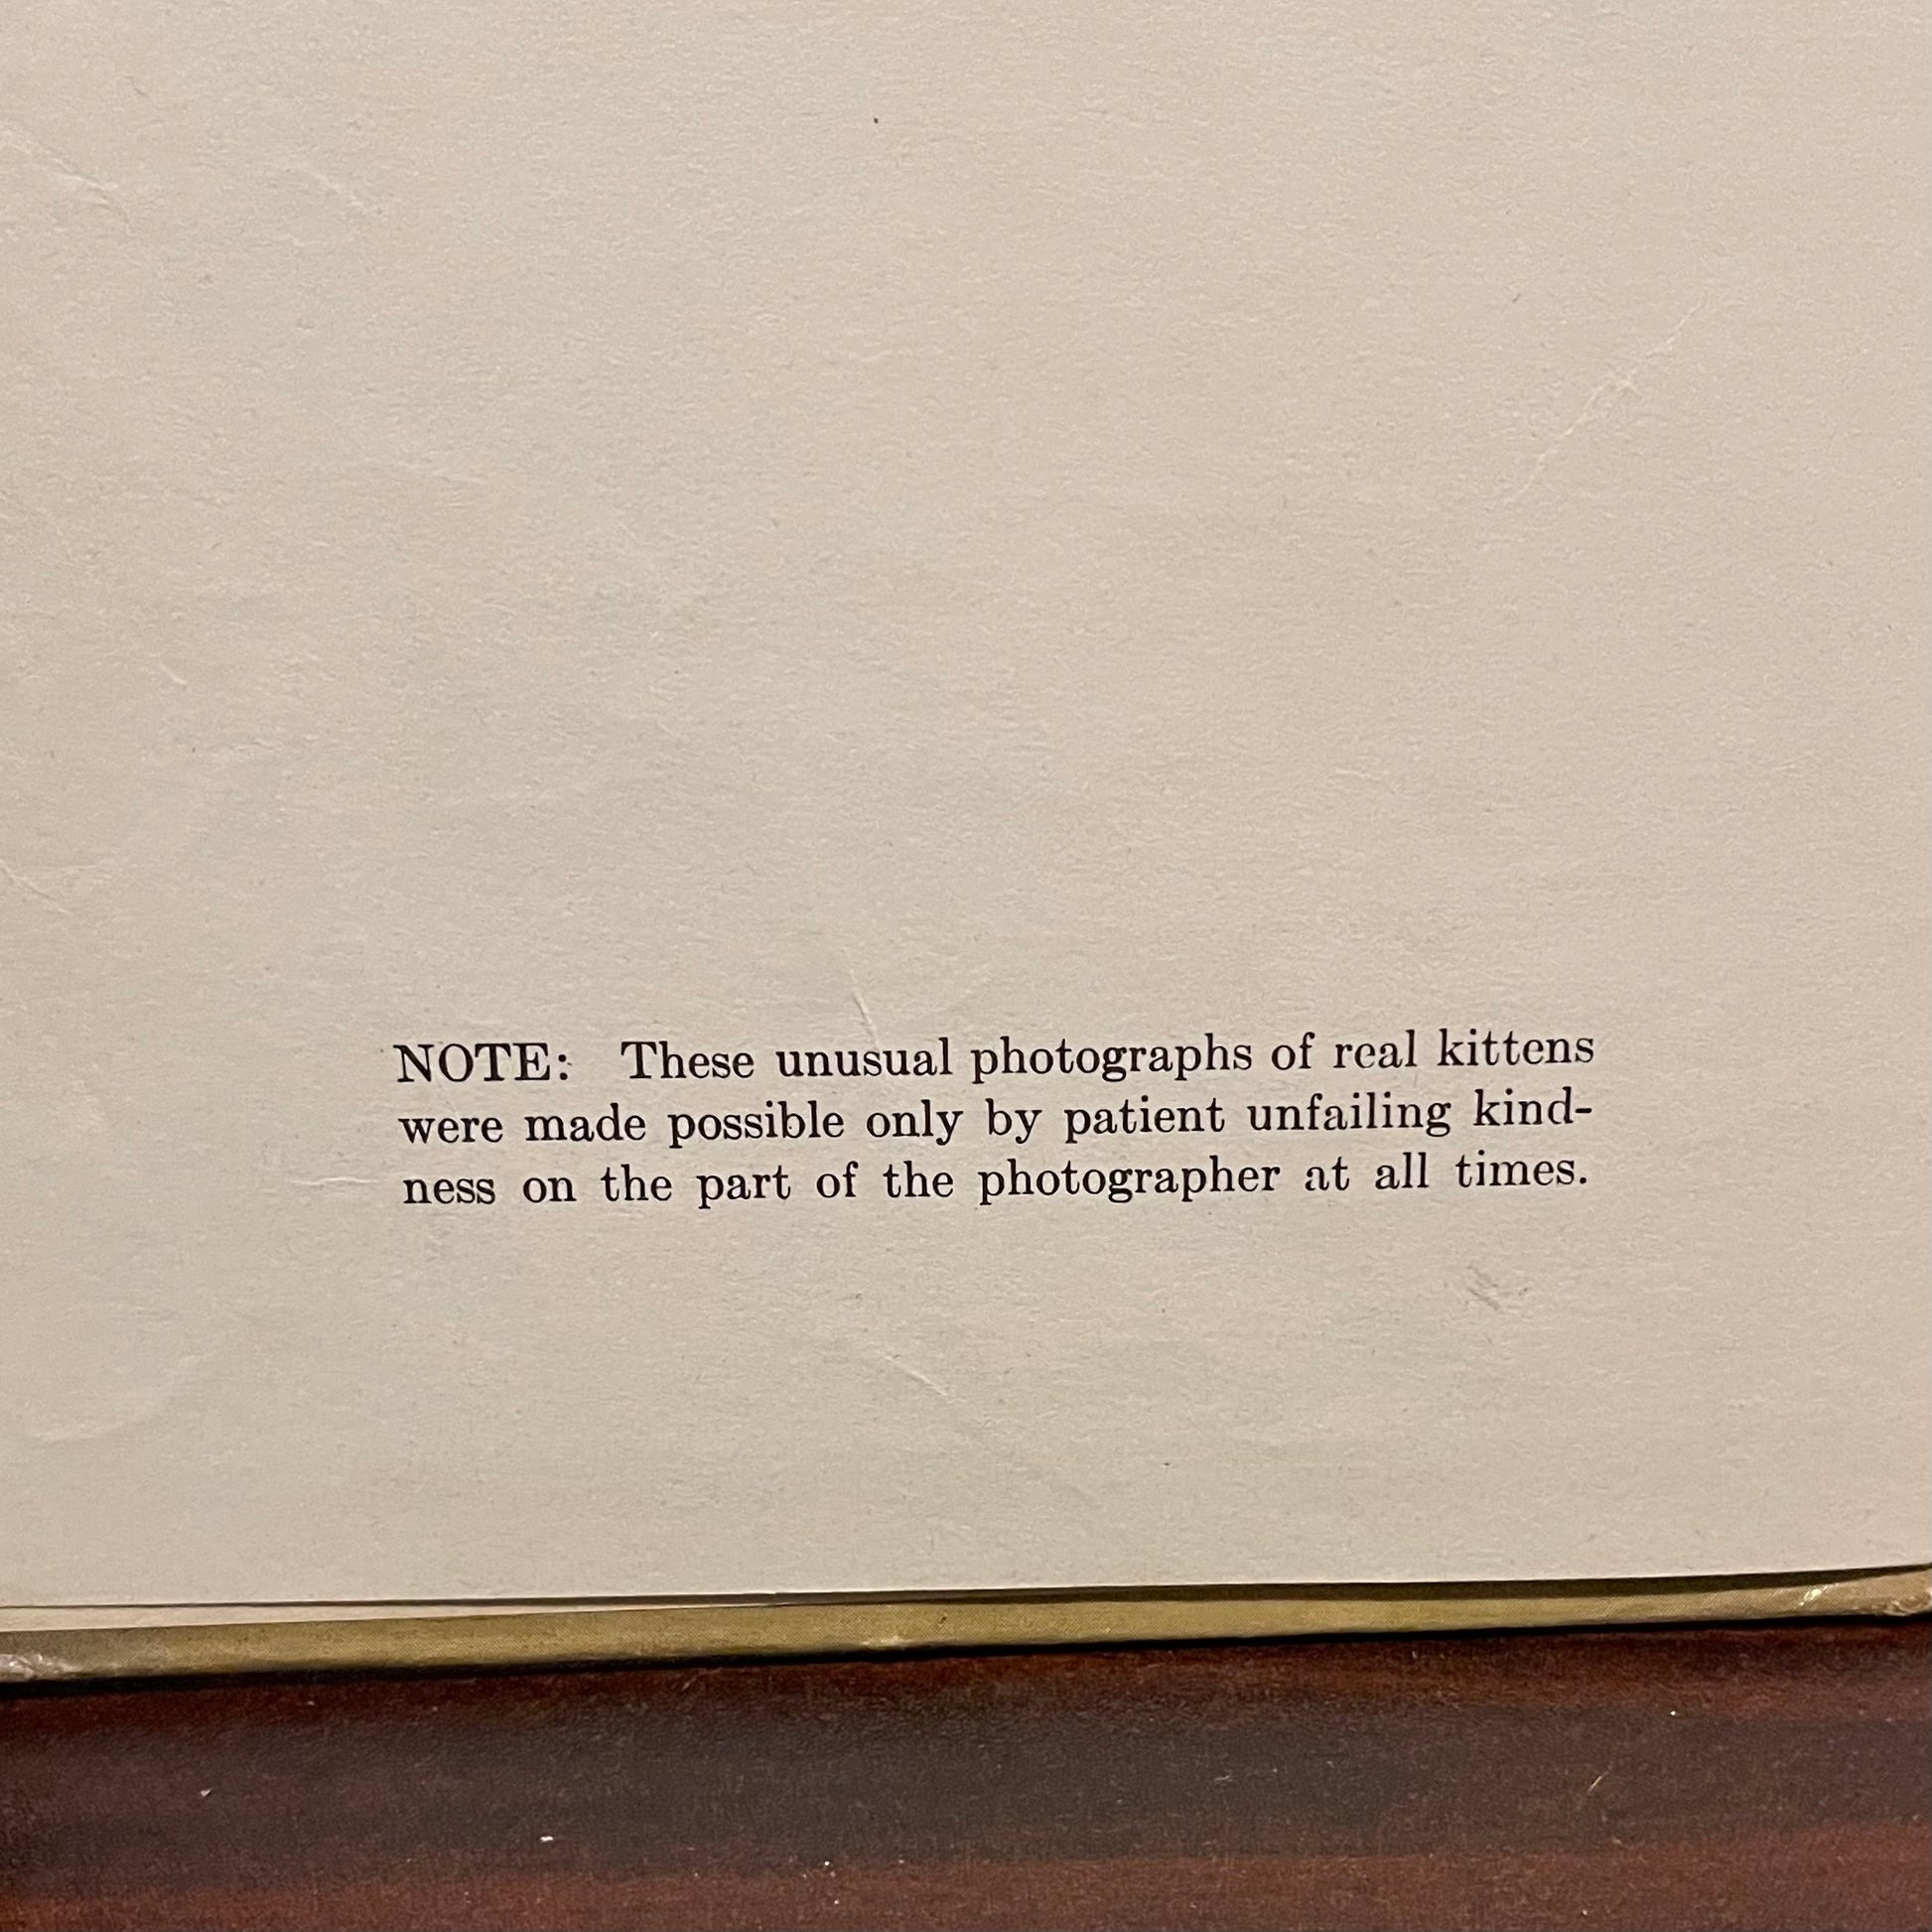 NOTE: These unusual photographs of real kittens
were made possible only by patient unfailing kind-
ness on the part of the photographer at all times.